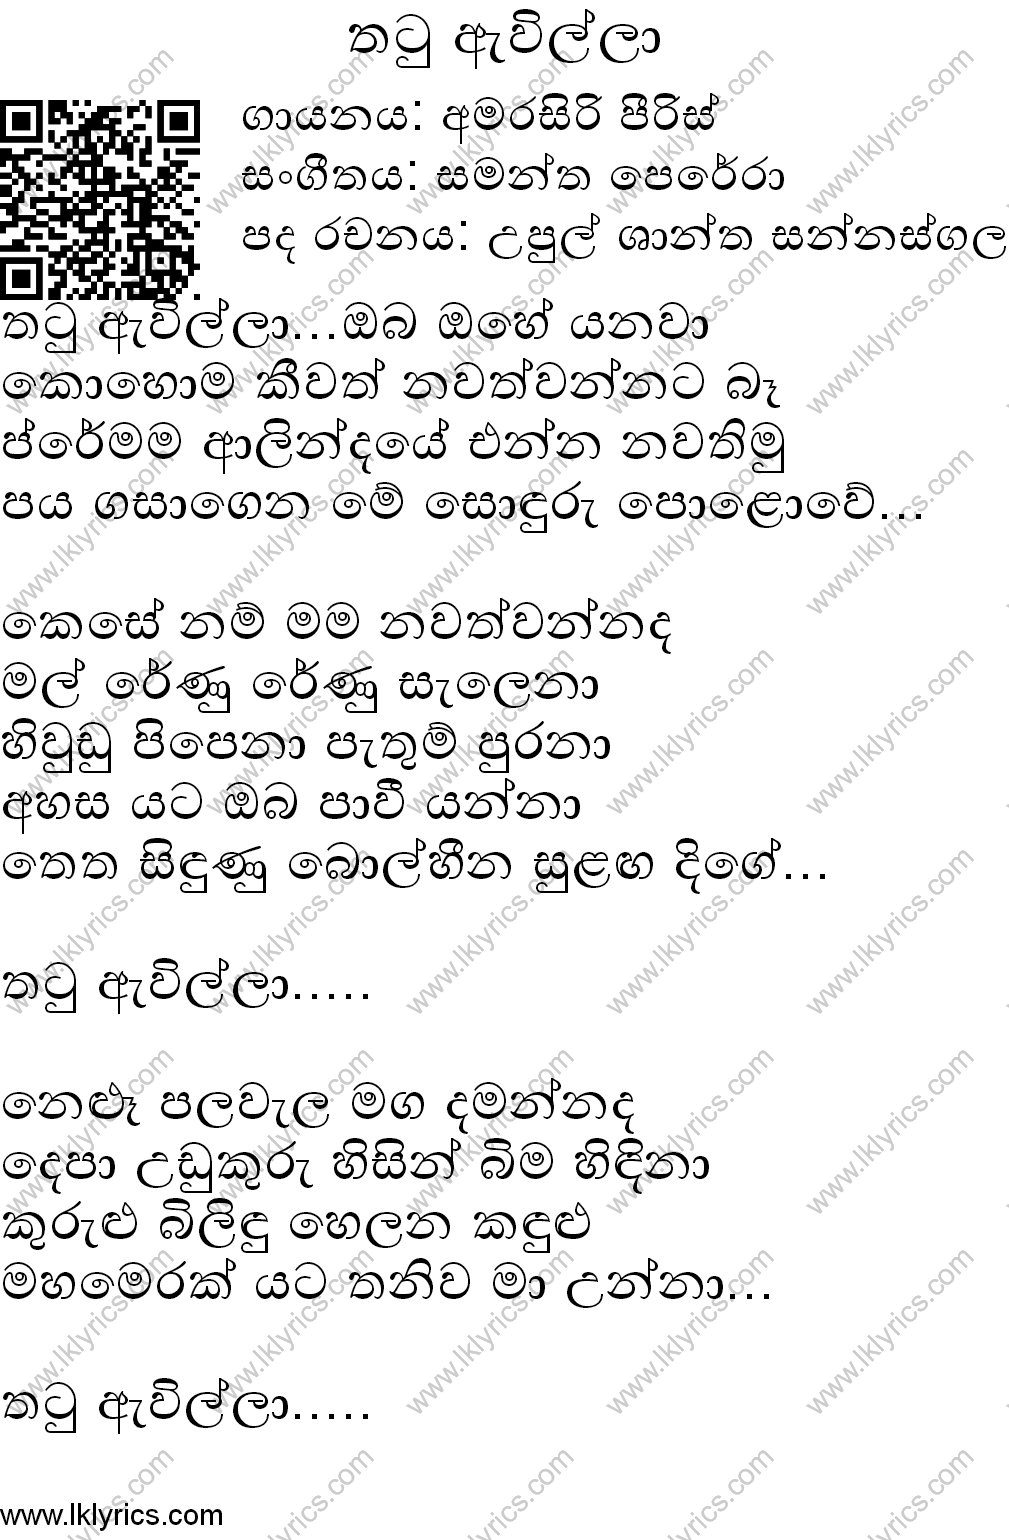 තටු ඇවිල්ලා
ගායනය: අමරසිරි පීරිස්
සංගීතය: සමන්ත පෙරේරා
පද රචනය: උපුල් ශාන්ත සන්නස්ගල
තටු ඇවිල්ලා...ඔබ ඔහේ යනවා
කොහොම කීවත් නවත්වන්නට බෑ
ප්රේමම ආලින්දයේ එන්න නවතිමු
පය ගසාගෙන මේ සොඳුරු පොළොවේ...
කෙසේ නම් මම නවත්වන්නද
මල් රේණු රේණු සැලෙනා
හිවුඩු පිපෙනා පැතුම් පුරනා
අහස යට ඔබ පාවී යන්නා
තෙත සිඳුණු බොල්හීන සුළඟ දිගේ...
තටු ඇවිල්ලා.....
නෙළූ පලවැල මග දමන්නද
දෙපා උඩුකුරු හිසින් බිම හිඳිනා
කුරුළු බිලිඳු හෙලන කඳුළු
මහමෙරක් යට තනිව මා උන්නා...
තටු ඇවිල්ලා.....
www.lklyrics.com